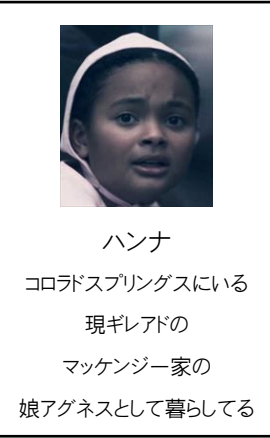 ハンナ
コロラドスプリングスにいる
現ギレアドの
マッケンジー家の
娘アグネスとして暮らしてる